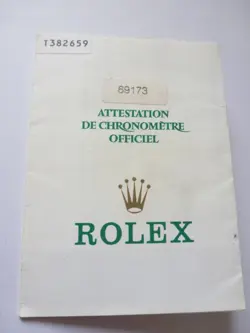 T382659
69173
ATTESTATION
DE CHRONOMÈTRE
OFFICIEL
ROLEX